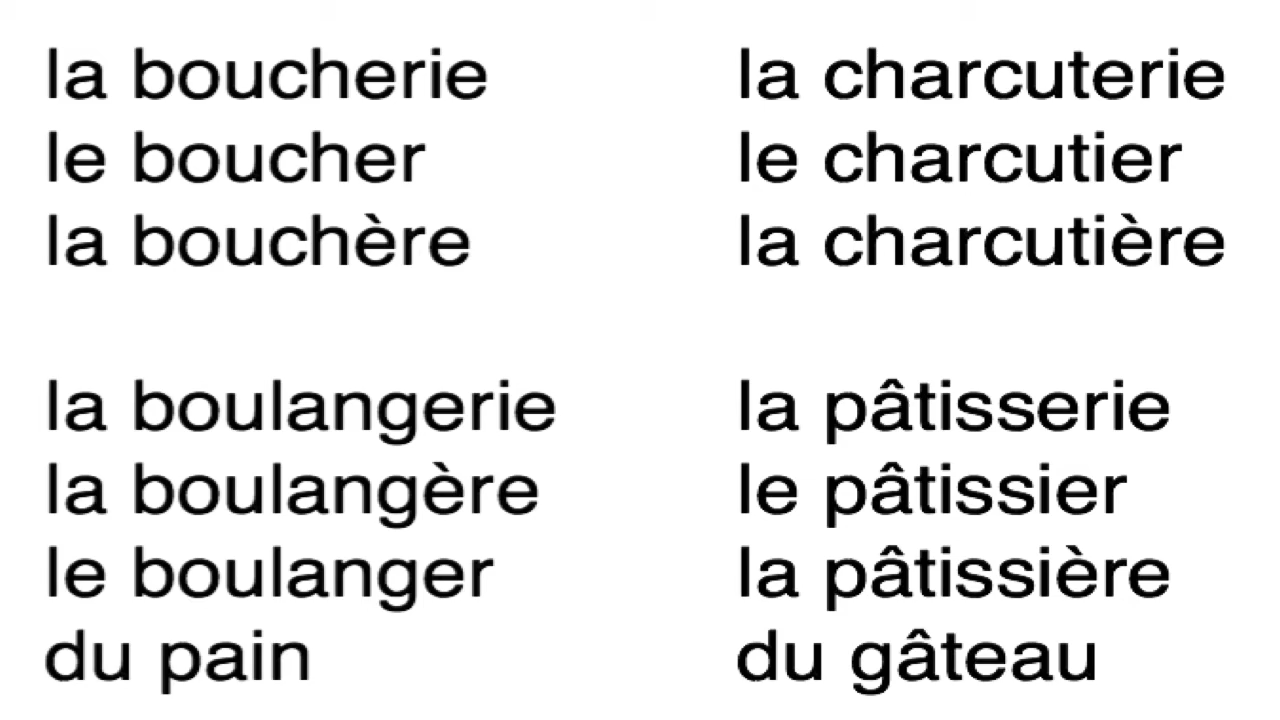 la boucherie
le boucher
la bouchère
la charcuterie
le charcutier
la charcutière
la boulangerie
la boulangère
le boulanger
du pain
la pâtisserie
le pâtissier
la pâtissière
du gâteau